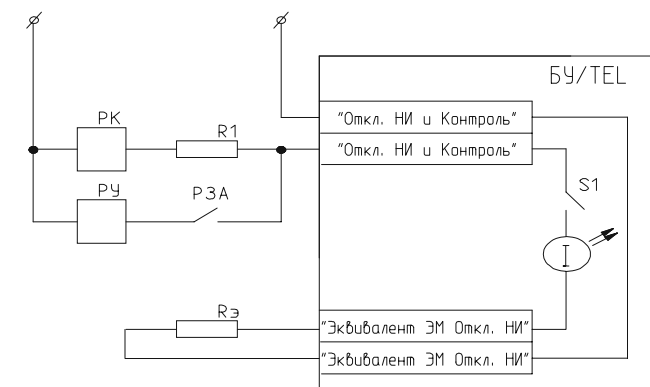 БУ/TEL
РК
R1
"Откл. НИ и Контроль"
"Откл. НИ и Контроль"
S1
РУ
РЗА
I
Rэ
"Эквивалент ЭМ Откл. НИ"
"Эквивалент ЭМ Откл. НИ"